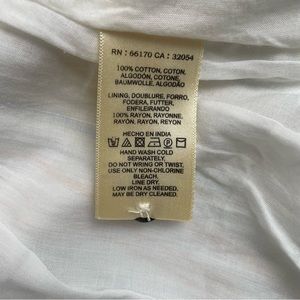 RN : 66170 CA : 32054
100% COTTON, COTON,
ALGODÓN, COTONE,
BAUMWOLLE, ALGODÃO
LINING, DOUBLURE, FORRO,
FODERA, FUTTER,
ENFILEIRANDO
100% RAYON, RAYONNE,
RAYÓN, RAYON, REYON
HECHO EN INDIA
HAND WASH COLD
SEPARATELY.
DO NOT WRING OR TWIST.
USE ONLY NON-CHLORINE
BLEACH.
LINE DRY.
LOW IRON AS NEEDED.
MAY BE DRY CLEANED.